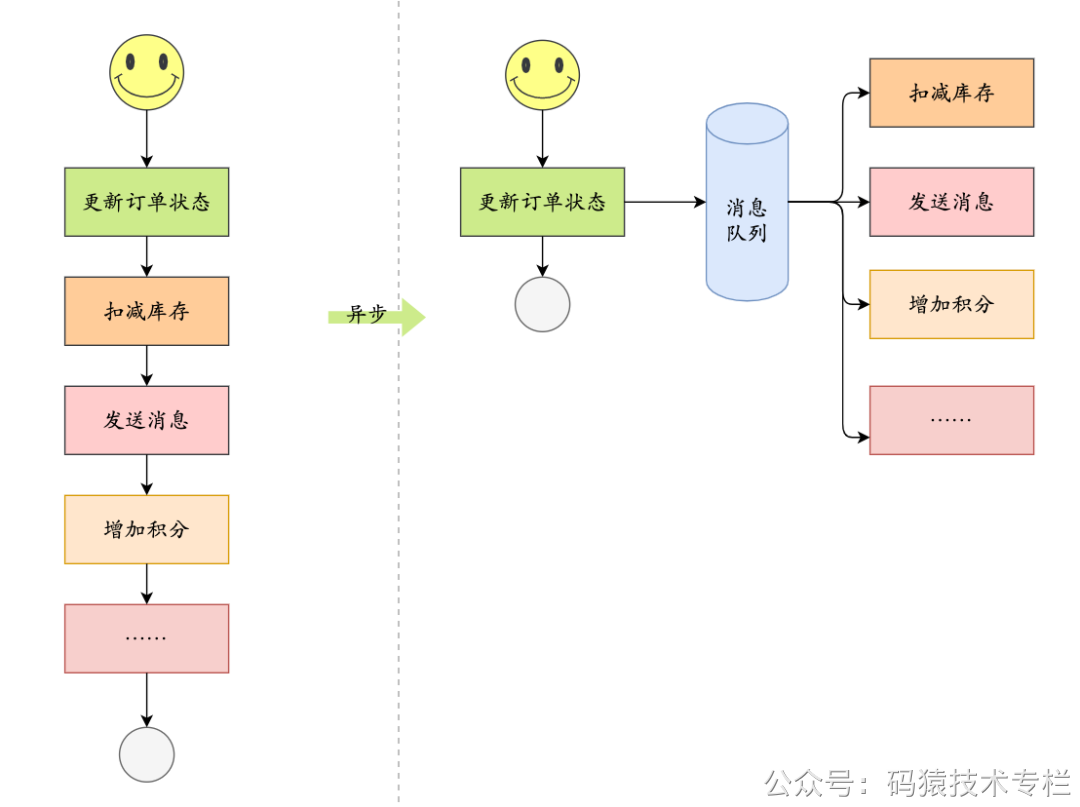 更新订单状态
扣减库存
发送消息
增加积分
……
异步
更新订单状态
消息
队列
扣减库存
发送消息
增加积分
……
公众号：码猿技术专栏